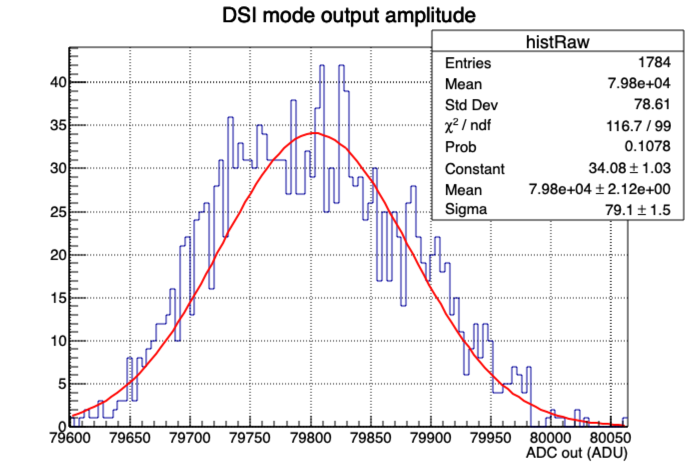 DSI mode output amplitude
histRaw
Entries 1784
Mean 7.98e+04
Std Dev 78.61
χ² / ndf 116.7 / 99
Prob 0.1078
Constant 34.08 ± 1.03
Mean 7.98e+04 ± 2.12e+00
Sigma 79.1 ± 1.5
40
35
30
25
20
15
10
5
0
79600 79650 79700 79750 79800 79850 79900 79950 80000 80050
ADC out (ADU)